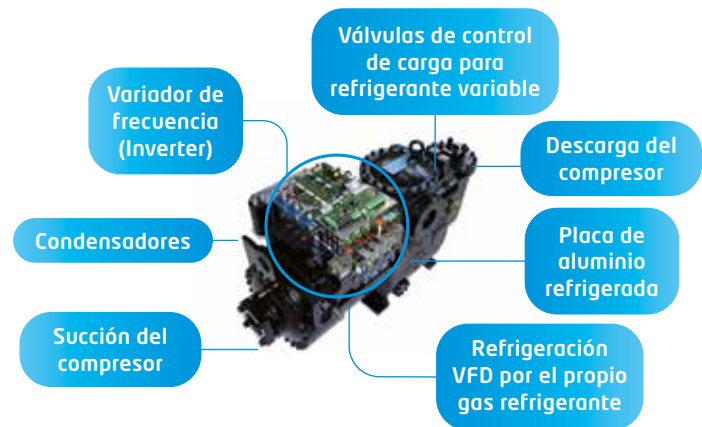 Válvulas de control
de carga para
refrigerante variable
Variador de
frecuencia
(Inverter)
Descarga del
compresor
Condensadores
Placa de
aluminio
refrigerada
Succión del
compresor
Refrigeración
VFD por el propio
gas refrigerante